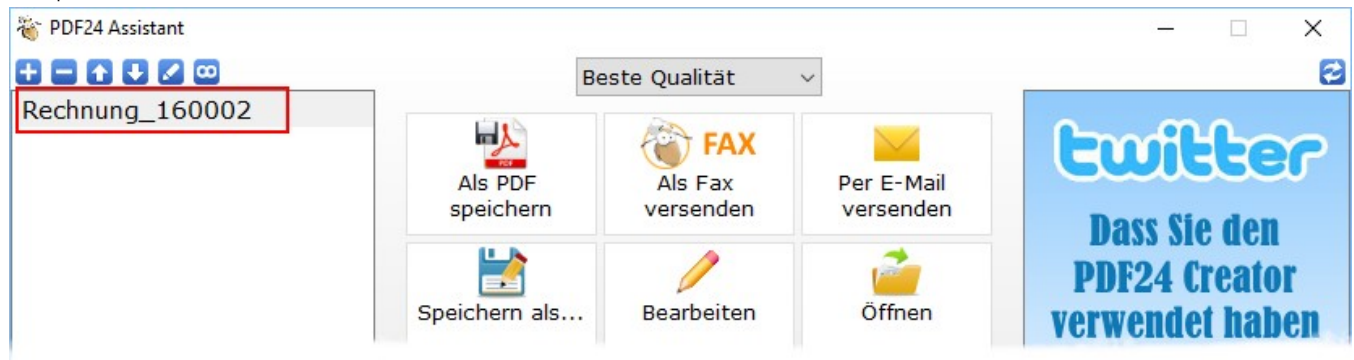 PDF24 Assistant
Beste Qualität
Rechnung_160002
PDF
Als PDF
speichern
FAX
Als Fax
versenden
Per E-Mail
versenden
Speichern als...
Bearbeiten
Öffnen
twitter
Dass Sie den
PDF24 Creator
verwendet haben